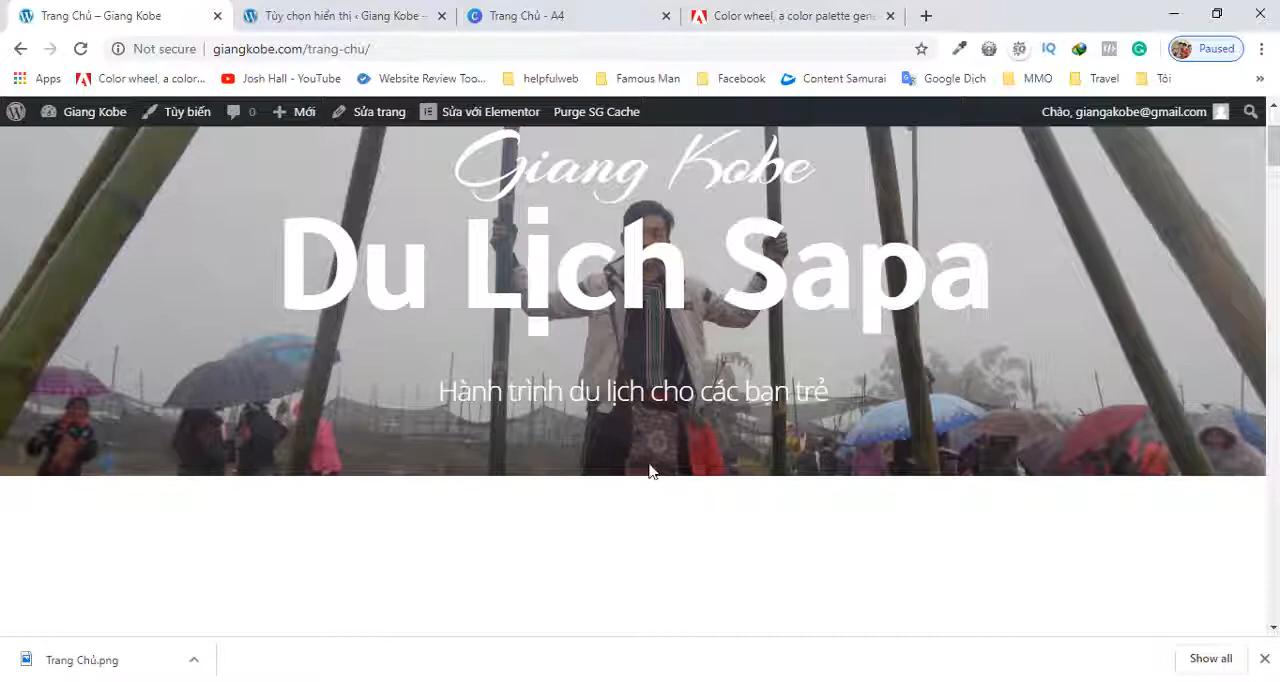 Trang Chủ – Giang Kobe
Tùy chọn hiển thị ‹ Giang Kobe –
Trang Chủ - A4
Color wheel, a color palette gene
Not secure
giangkobe.com/trang-chu/
IQ
Paused
Apps
Color wheel, a color...
Josh Hall - YouTube
Website Review Too...
helpfulweb
Famous Man
Facebook
Content Samurai
Google Dịch
MMO
Travel
Tôi
»
Giang Kobe
Tùy biến
0
Mới
Sửa trang
Sửa với Elementor
Purge SG Cache
Chào, giangakobe@gmail.com
Giang Kobe
Du Lịch Sapa
Hành trình du lịch cho các bạn trẻ
Trang Chủ.png
Show all